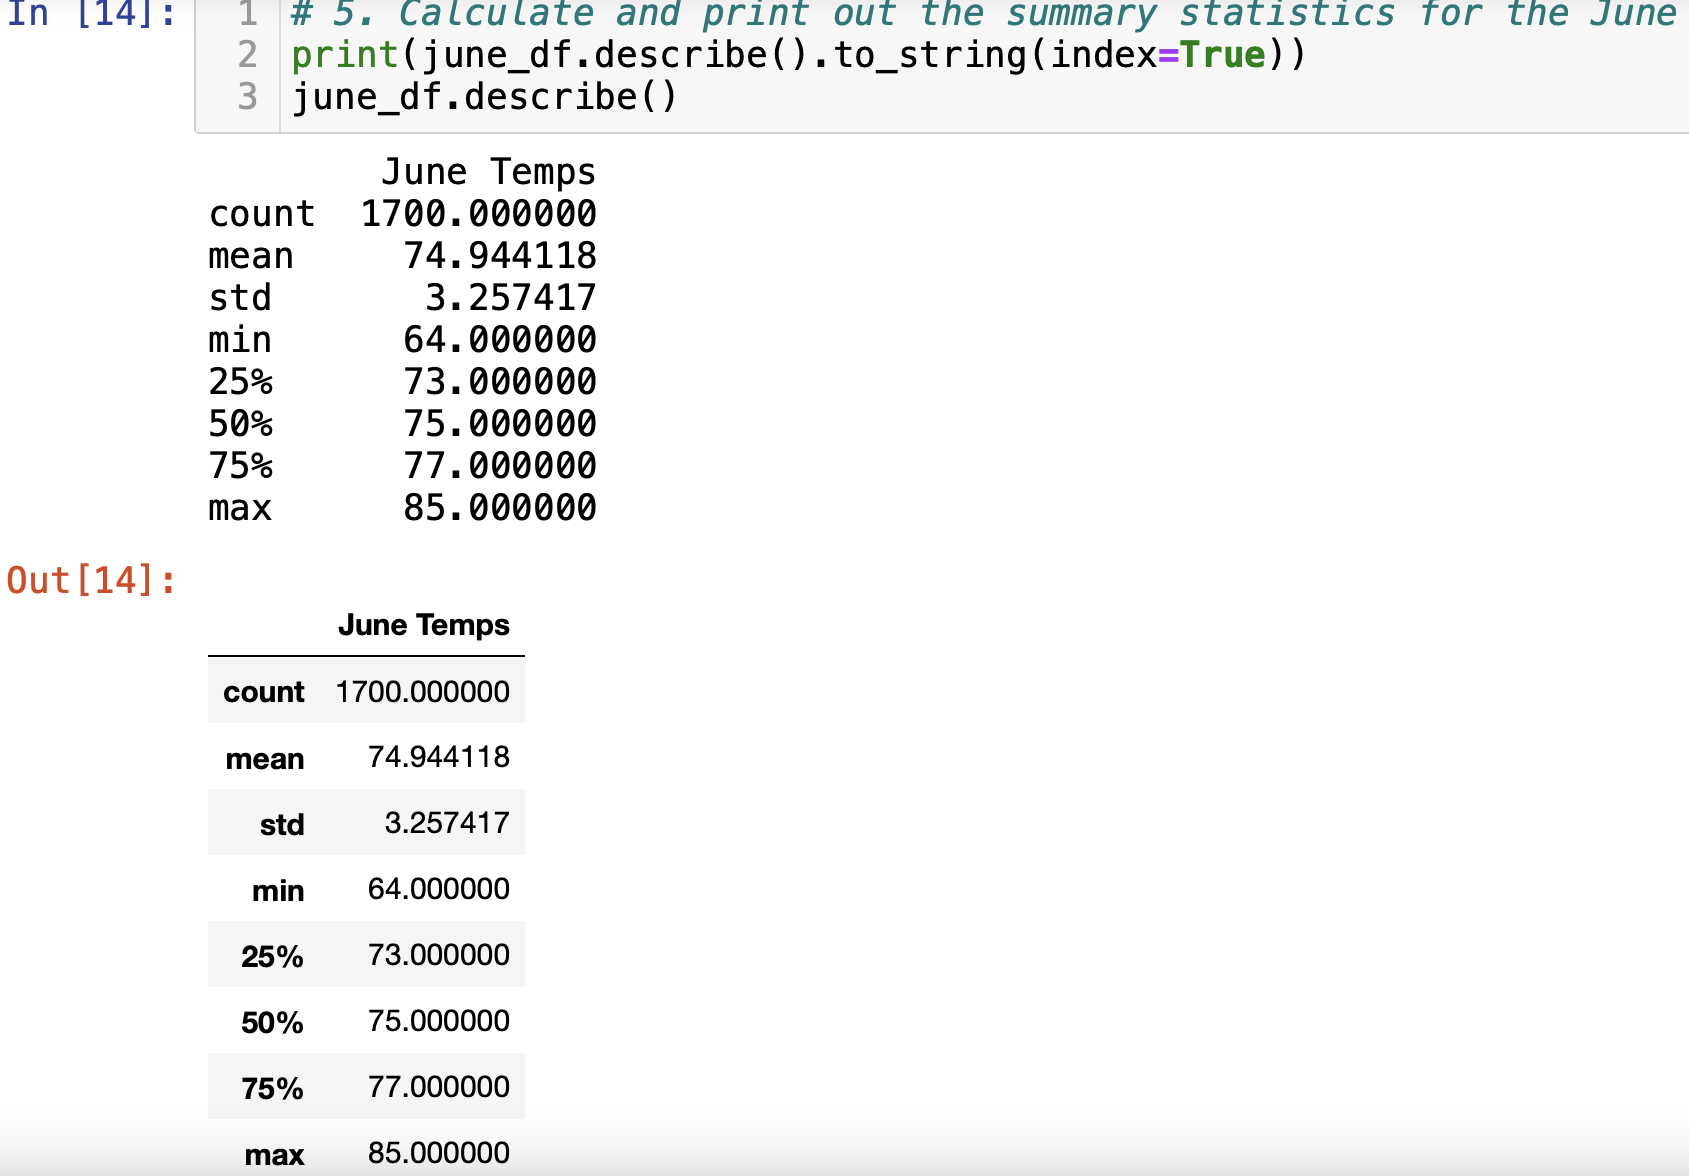 In [14]:
1 # 5. Calculate and print out the summary statistics for the June
2 print(june_df.describe().to_string(index=True))
3 june_df.describe()
June Temps
count 1700.000000
mean 74.944118
std 3.257417
min 64.000000
25% 73.000000
50% 75.000000
75% 77.000000
max 85.000000
Out[14]:
June Temps
count 1700.000000
mean 74.944118
std 3.257417
min 64.000000
25% 73.000000
50% 75.000000
75% 77.000000
max 85.000000